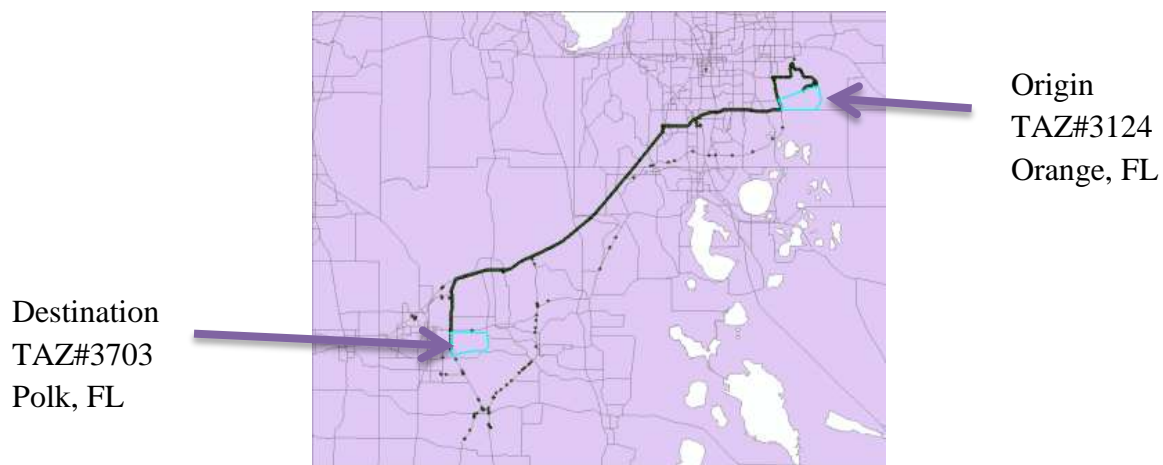 Origin
TAZ#3124
Orange, FL
Destination
TAZ#3703
Polk, FL